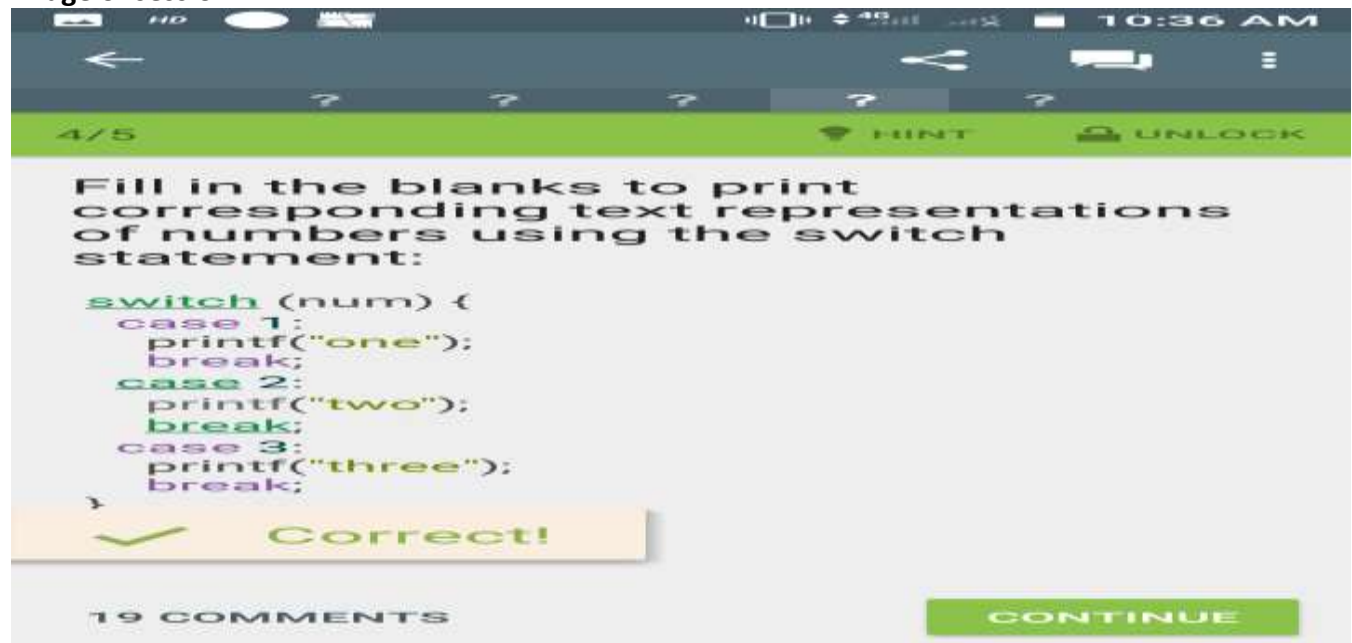 HD 4G 10:36 AM
? ? ? ? ?
4/5 HINT UNLOCK
Fill in the blanks to print
corresponding text representations
of numbers using the switch
statement:
switch (num) {
case 1:
printf("one");
break;
case 2:
printf("two");
break;
case 3:
printf("three");
break;
}
Correct!
19 COMMENTS CONTINUE